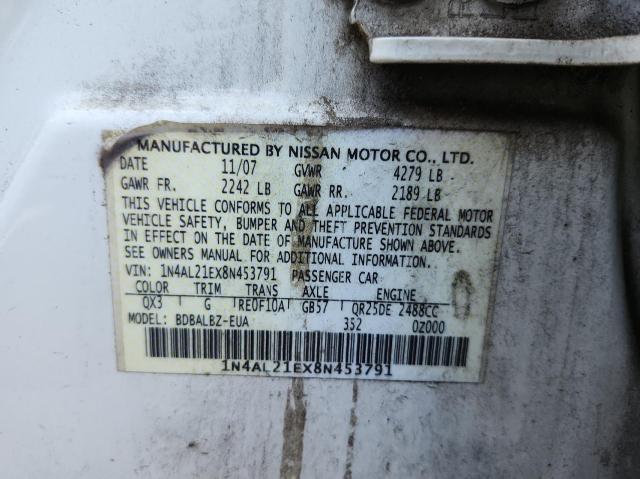 MANUFACTURED BY NISSAN MOTOR CO., LTD.
DATE 11/07 GVWR 4279 LB
GAWR FR. 2242 LB GAWR RR. 2189 LB
THIS VEHICLE CONFORMS TO ALL APPLICABLE FEDERAL MOTOR
VEHICLE SAFETY, BUMPER AND THEFT PREVENTION STANDARDS
IN EFFECT ON THE DATE OF MANUFACTURE SHOWN ABOVE.
SEE OWNERS MANUAL FOR ADDITIONAL INFORMATION.
VIN: 1N4AL21EX8N453791 PASSENGER CAR
COLOR TRIM TRANS AXLE ENGINE
QX3 G RE0F10A GB57 QR25DE 2488CC
MODEL: BDBALBZ-EUA 352 0Z000
1N4AL21EX8N453791